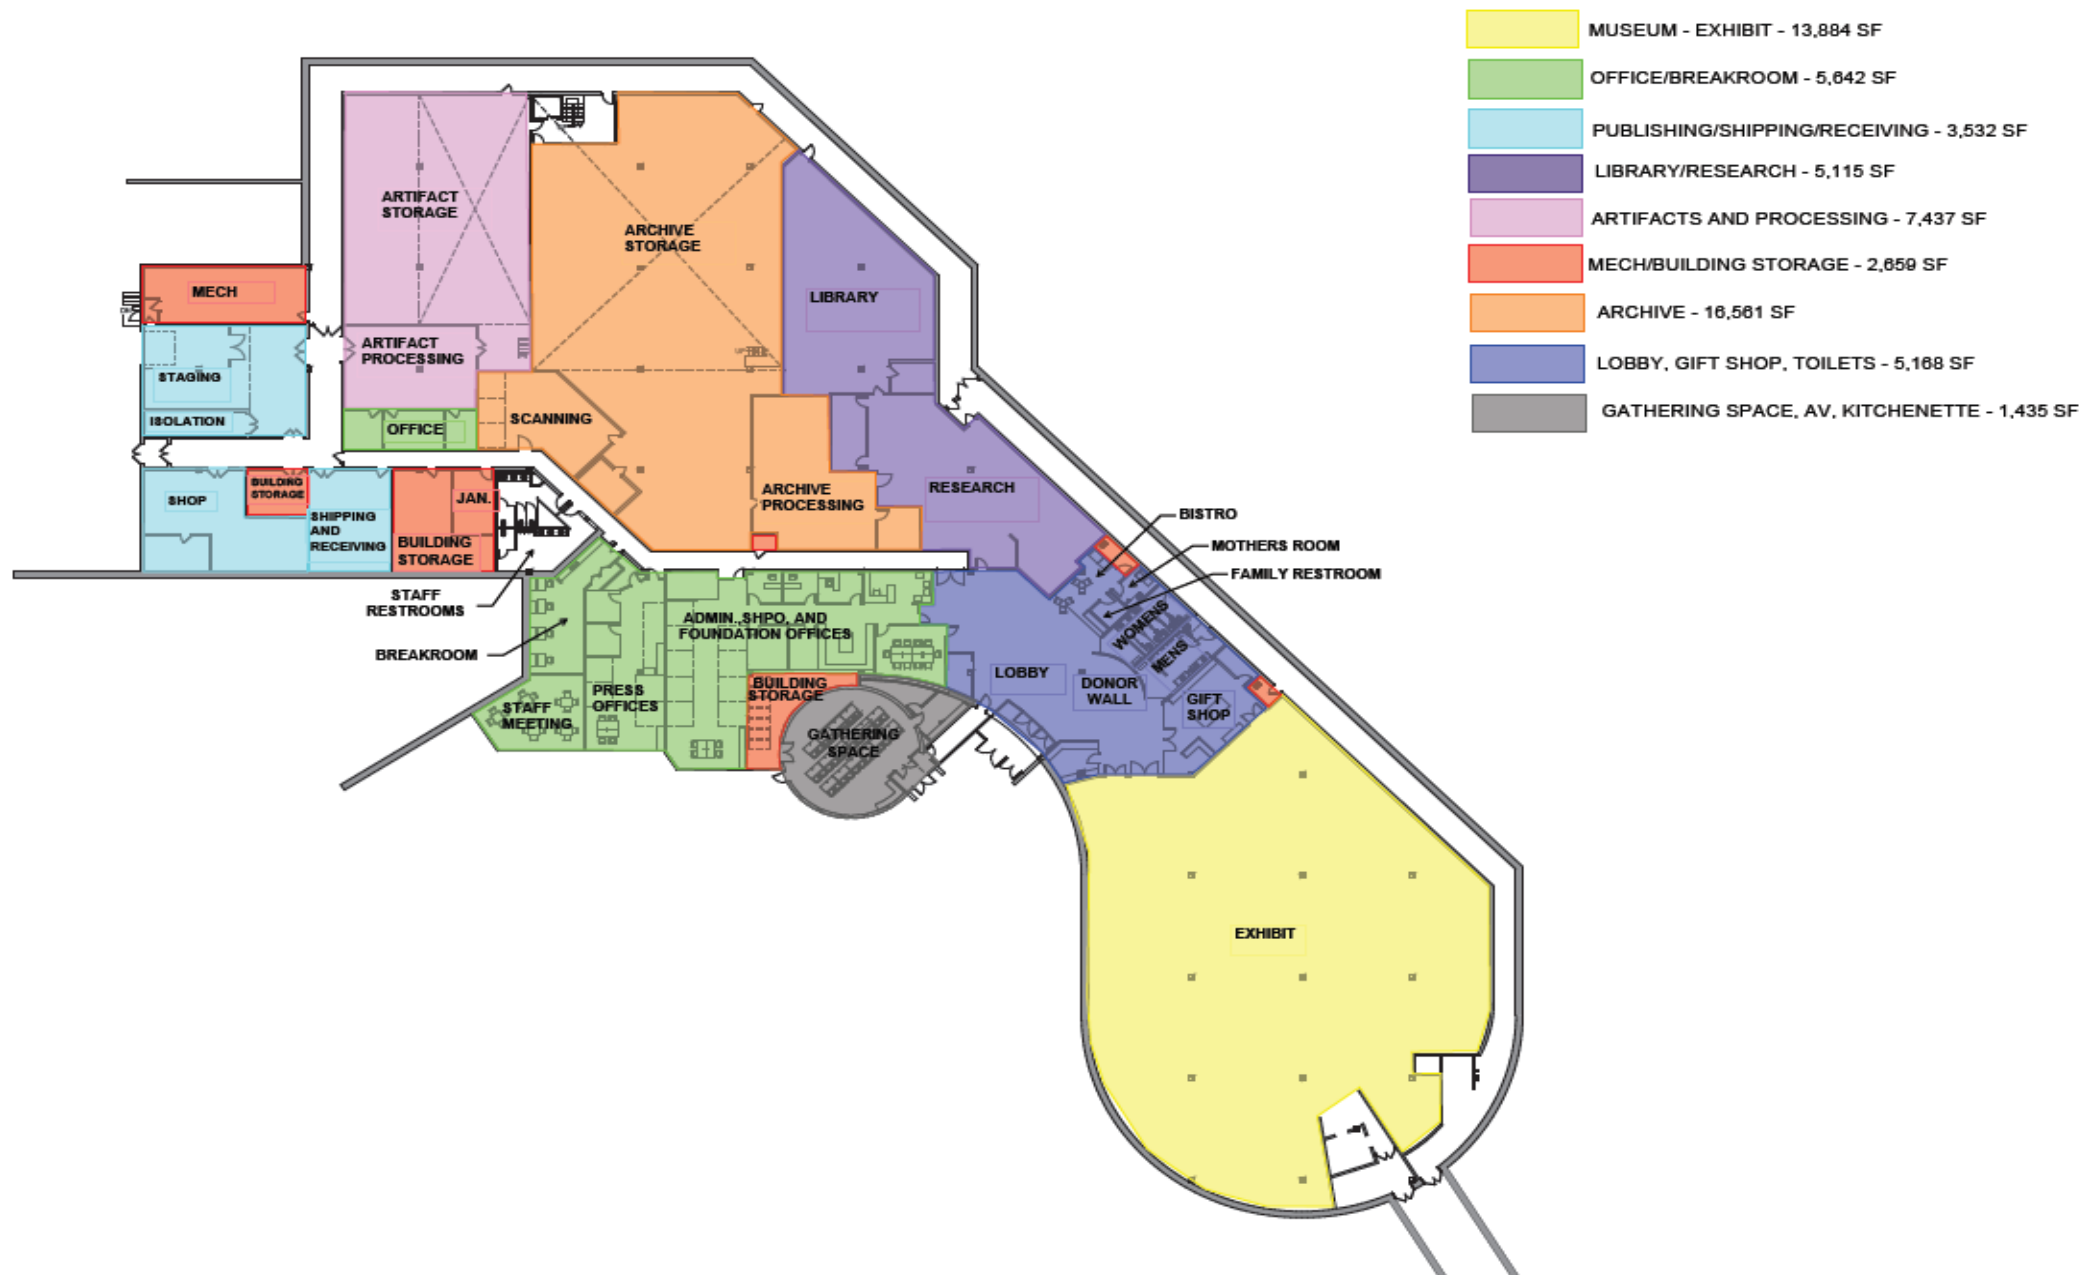 MUSEUM - EXHIBIT - 13,884 SF
OFFICE/BREAKROOM - 5,642 SF
PUBLISHING/SHIPPING/RECEIVING - 3,532 SF
LIBRARY/RESEARCH - 5,115 SF
ARTIFACTS AND PROCESSING - 7,437 SF
MECH/BUILDING STORAGE - 2,659 SF
ARCHIVE - 16,561 SF
LOBBY, GIFT SHOP, TOILETS - 5,168 SF
GATHERING SPACE, AV, KITCHENETTE - 1,435 SF
ARTIFACT
STORAGE
ARCHIVE
STORAGE
MECH
LIBRARY
ARTIFACT
PROCESSING
STAGING
ISOLATION
OFFICE
SCANNING
BUILDING
STORAGE
SHOP
JAN.
SHIPPING
AND
RECEIVING
BUILDING
STORAGE
ARCHIVE
PROCESSING
RESEARCH
BISTRO
MOTHERS ROOM
FAMILY RESTROOM
STAFF
RESTROOMS
BREAKROOM
ADMIN., SHPO, AND
FOUNDATION OFFICES
WOMENS
MENS
LOBBY
DONOR
WALL
GIFT
SHOP
BUILDING
STORAGE
PRESS
OFFICES
STAFF
MEETING
GATHERING
SPACE
EXHIBIT